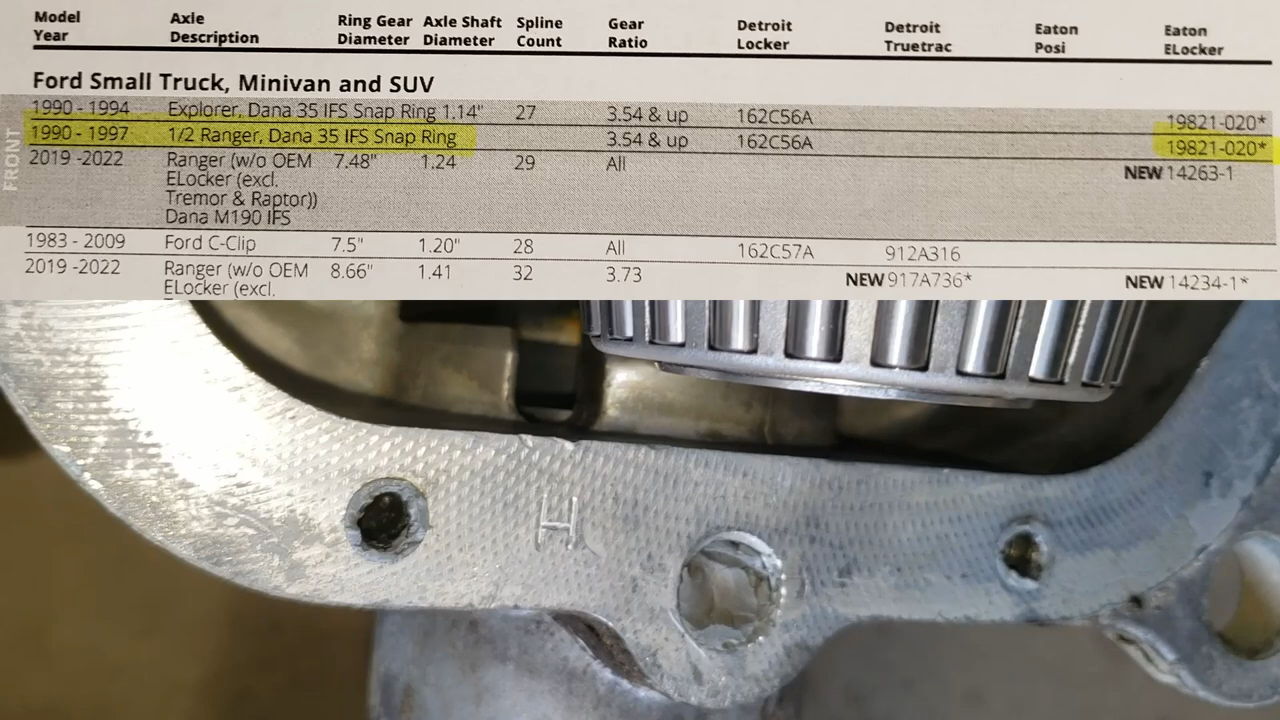 Model Year Axle Description Ring Gear Diameter Axle Shaft Diameter Spline Count Gear Ratio Detroit Locker Detroit Truetrac Eaton Posi Eaton ELocker
Ford Small Truck, Minivan and SUV
FRONT
1990 - 1994 Explorer, Dana 35 IFS Snap Ring 1.14" 27 3.54 & up 162C56A 19821-020*
1990 - 1997 1/2 Ranger, Dana 35 IFS Snap Ring 3.54 & up 162C56A 19821-020*
2019 -2022 Ranger (w/o OEM 7.48" 1.24 29 All NEW 14263-1
ELocker (excl.
Tremor & Raptor))
Dana M190 IFS
1983 - 2009 Ford C-Clip 7.5" 1.20" 28 All 162C57A 912A316
2019 -2022 Ranger (w/o OEM 8.66" 1.41 32 3.73 NEW 917A736* NEW 14234-1*
ELocker (excl.
H